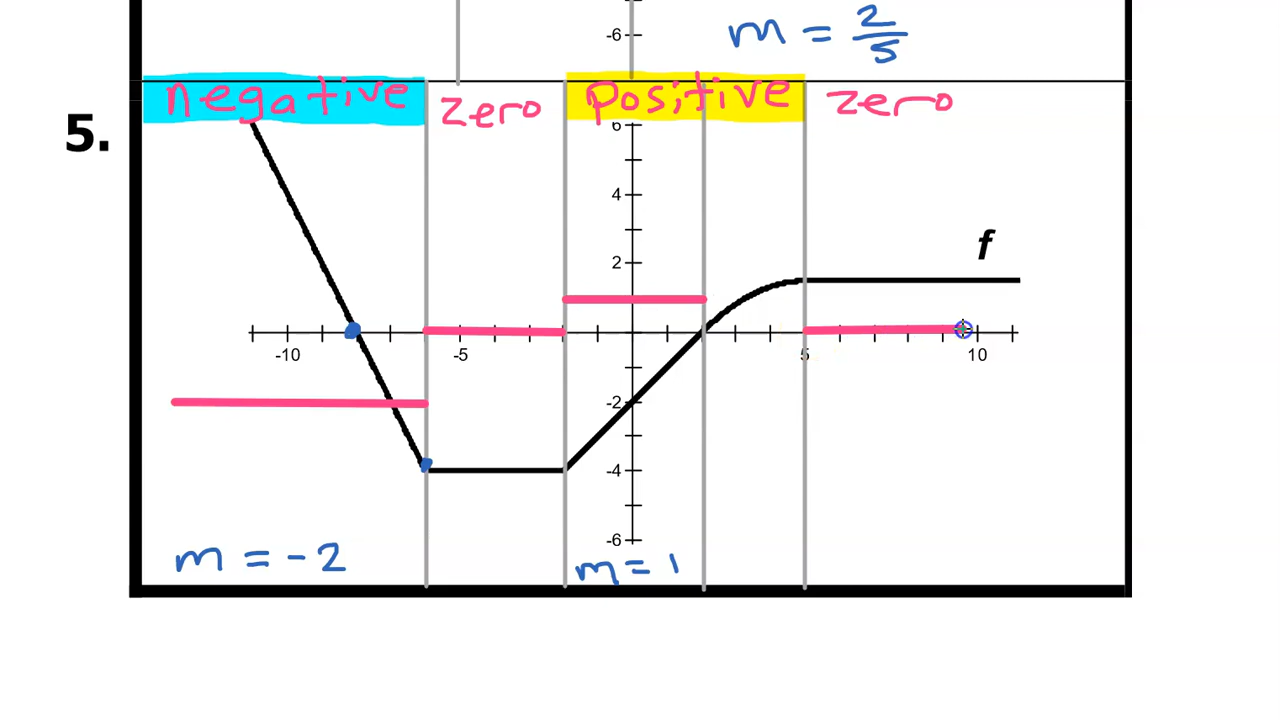 -6
m = 2/5
negative zero positive zero
5.
6
4
f
2
-10 -5 5 10
-2
-4
-6
m = -2
m = 1